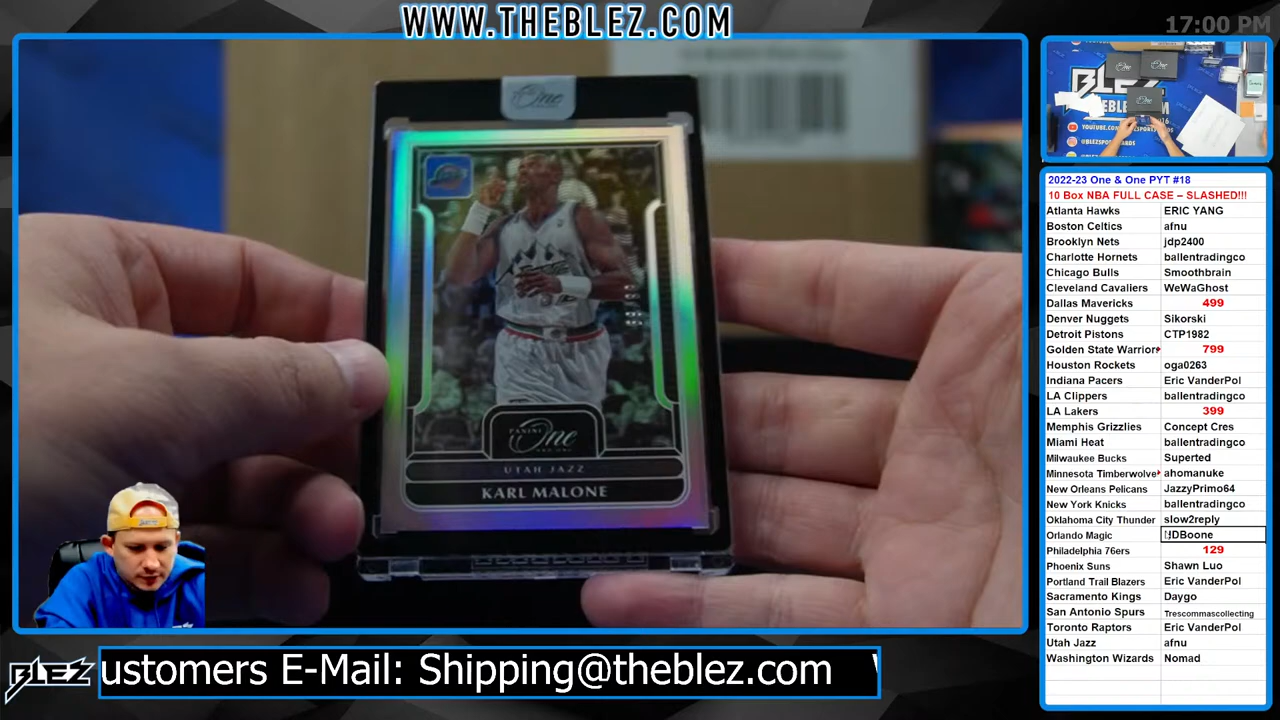 WWW.THEBLEZ.COM
17:00 PM
One
UTAH JAZZ
KARL MALONE
PANINI One
BLEZ
2022-23 One & One PYT #18
10 Box NBA FULL CASE – SLASHED!!!
Atlanta Hawks ERIC YANG
Boston Celtics afnu
Brooklyn Nets jdp2400
Charlotte Hornets ballentradingco
Chicago Bulls Smoothbrain
Cleveland Cavaliers WeWaGhost
Dallas Mavericks 499
Denver Nuggets Sikorski
Detroit Pistons CTP1982
Golden State Warriors 799
Houston Rockets oga0263
Indiana Pacers Eric VanderPol
LA Clippers ballentradingco
LA Lakers 399
Memphis Grizzlies Concept Cres
Miami Heat ballentradingco
Milwaukee Bucks Superted
Minnesota Timberwolve ahomanuke
New Orleans Pelicans JazzyPrimo64
New York Knicks ballentradingco
Oklahoma City Thunder slow2reply
Orlando Magic JDBoone
Philadelphia 76ers 129
Phoenix Suns Shawn Luo
Portland Trail Blazers Eric VanderPol
Sacramento Kings Daygo
San Antonio Spurs Trescommascollecting
Toronto Raptors Eric VanderPol
Utah Jazz afnu
Washington Wizards Nomad
BLEZ
ustomers E-Mail: Shipping@theblez.com